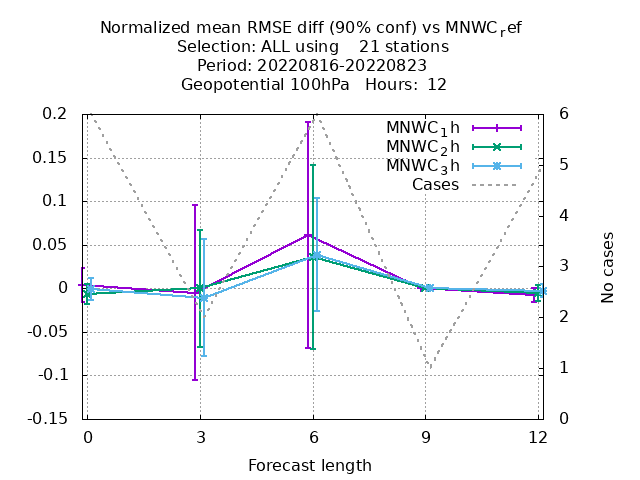 Normalized mean RMSE diff (90% conf) vs MNWC_ref
Selection: ALL using 21 stations
Period: 20220816-20220823
Geopotential 100hPa Hours: 12
0.2
0.15
0.1
0.05
0
-0.05
-0.1
-0.15
6
5
4
3
2
1
0
MNWC_1h
MNWC_2h
MNWC_3h
Cases
No cases
0 3 6 9 12
Forecast length